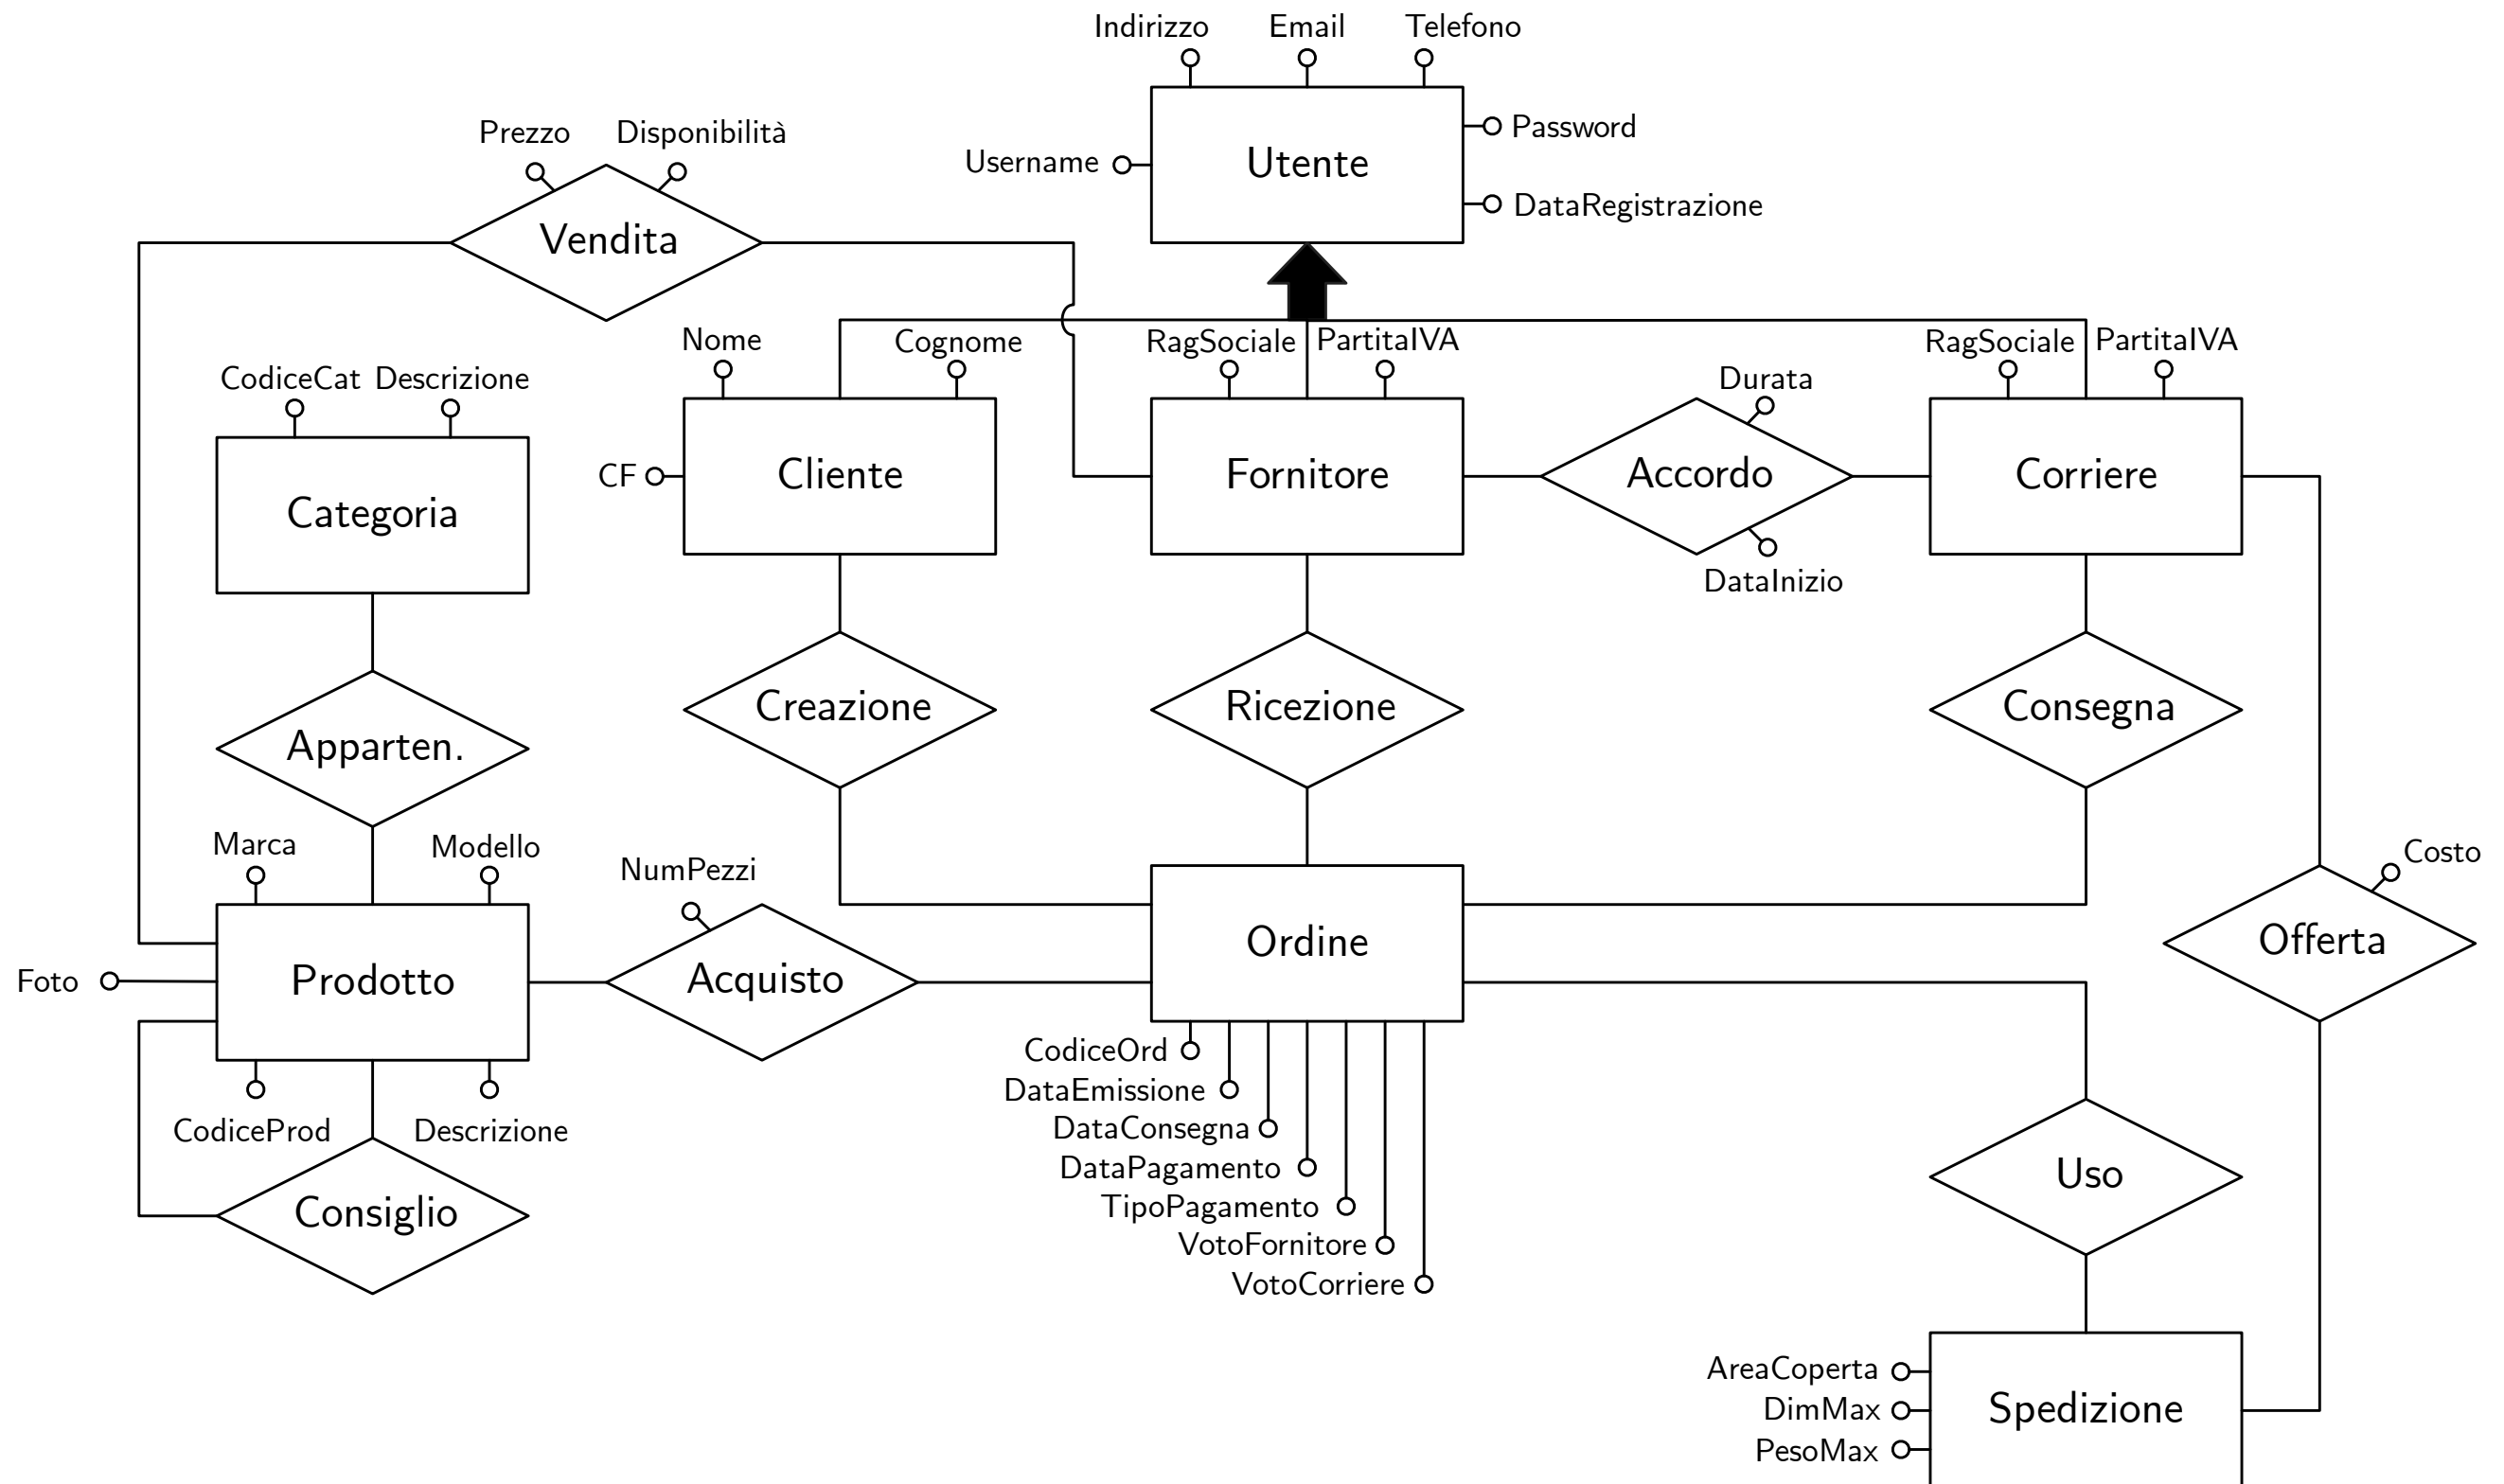 Indirizzo Email Telefono
Prezzo Disponibilità Password
Username Utente
DataRegistrazione
Vendita
Nome Cognome RagSociale PartitaIVA RagSociale PartitaIVA
CodiceCat Descrizione Durata
CF Cliente Fornitore Accordo Corriere
Categoria
DataInizio
Creazione Ricezione Consegna
Apparten.
Marca Modello Costo
NumPezzi
Ordine Offerta
Foto Prodotto Acquisto
CodiceOrd
DataEmissione
CodiceProd Descrizione DataConsegna
DataPagamento Uso
Consiglio TipoPagamento
VotoFornitore
VotoCorriere
AreaCoperta
DimMax Spedizione
PesoMax